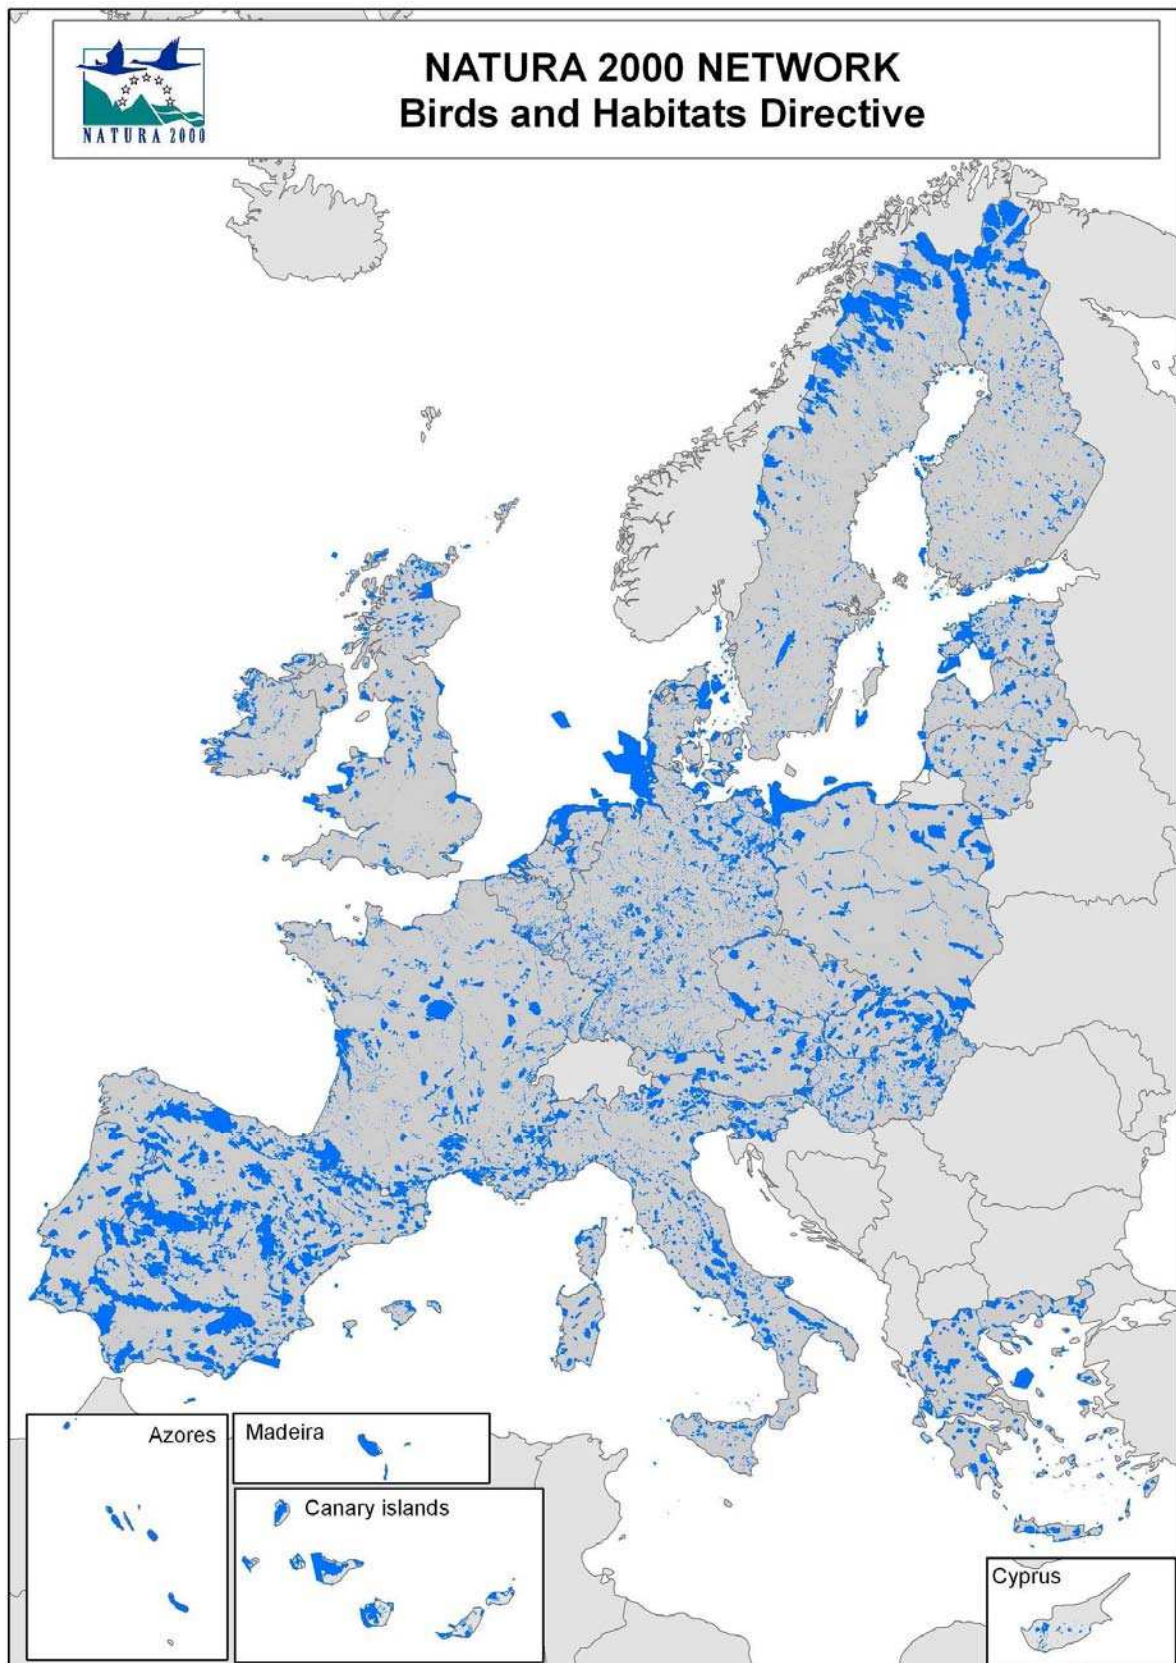 NATURA 2000 NETWORK
Birds and Habitats Directive
NATURA 2000
Azores
Madeira
Canary islands
Cyprus